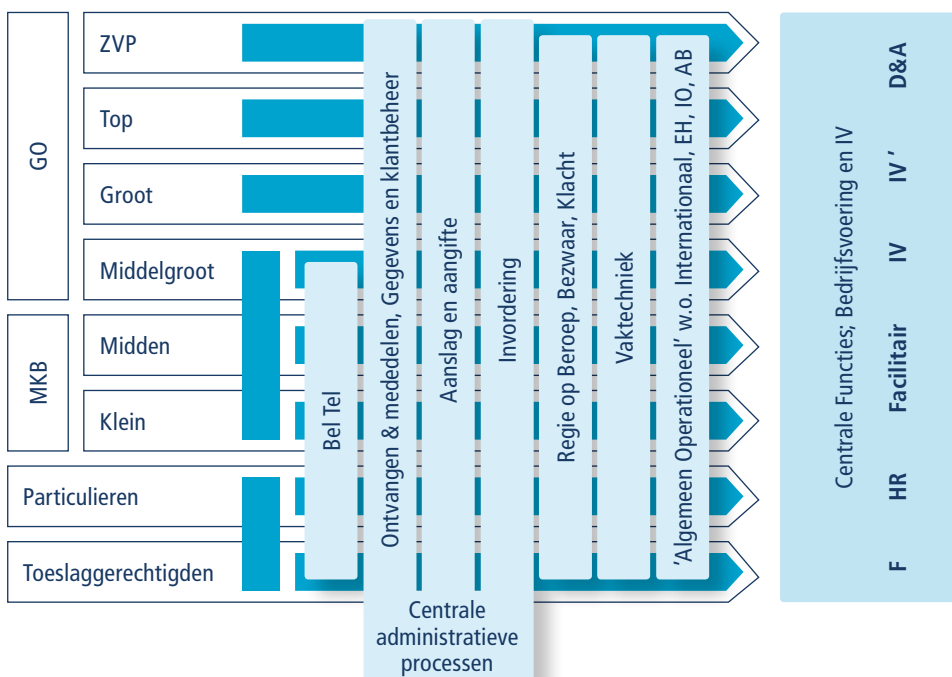 GO
ZVP
Top
Groot
Middelgroot
MKB
Midden
Klein
Particulieren
Toeslaggerechtigden
Bel Tel
Ontvangen & mededelen, Gegevens en klantbeheer
Aanslag en aangifte
Invordering
Centrale
administratieve
processen
Regie op Beroep, Bezwaar, Klacht
Vaktechniek
'Algemeen Operationeel' w.o. Internationaal, EH, IO, AB
Centrale Functies; Bedrijfsvoering en IV
F HR Facilitair IV IV ' D&A